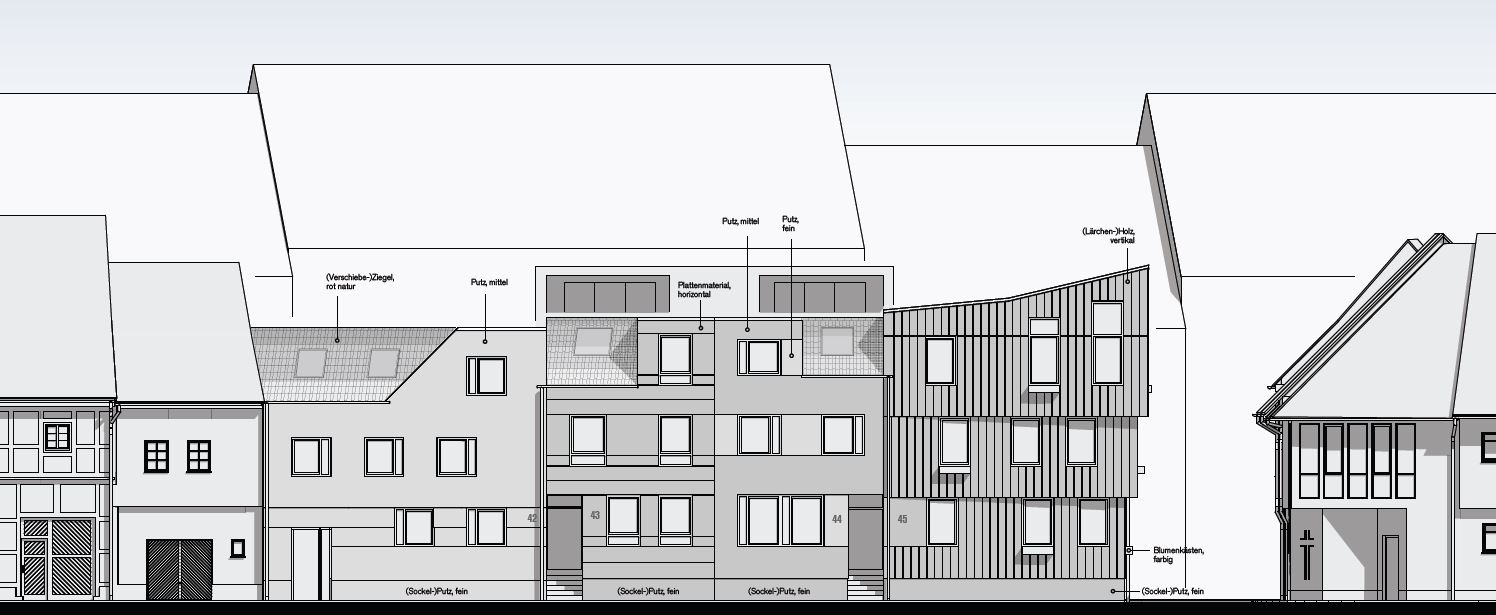 Putz, mittel
Putz,
fein
(Lärchen-)Holz,
vertikal
(Verschiebe-)Ziegel,
rot natur
Putz, mittel
Plattenmaterial,
horizontal
42
43
44
45
Blumenkästen,
farbig
(Sockel-)Putz, fein
(Sockel-)Putz, fein
(Sockel-)Putz, fein
(Sockel-)Putz, fein